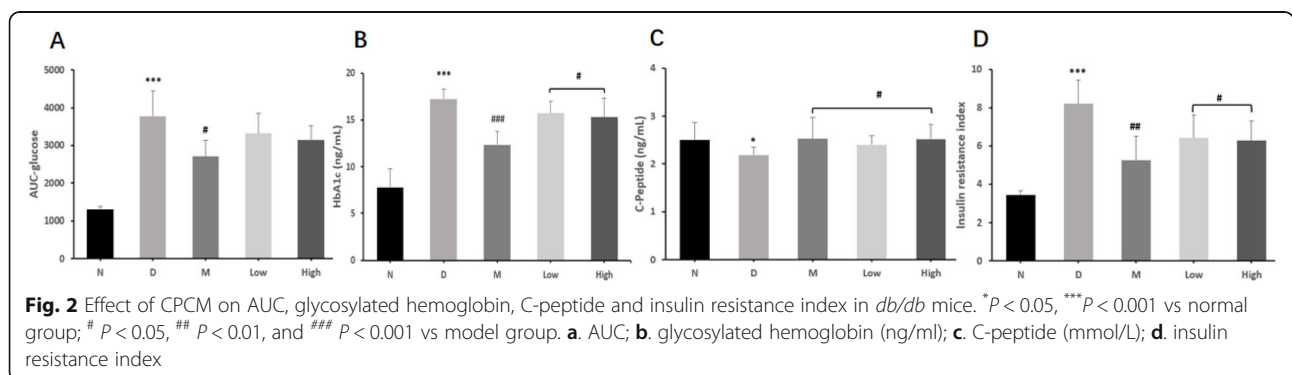 A
B
C
D
AUC-glucose
5000
4000
3000
2000
1000
0
***
#
N D M Low High
HbA1c (ng/mL)
20
15
10
5
0
***
###
#
N D M Low High
C-Peptide (ng/mL)
4
3
2
1
0
*
#
N D M Low High
Insulin resistance index
10
8
6
4
2
0
***
##
#
N D M Low High
Fig. 2 Effect of CPCM on AUC, glycosylated hemoglobin, C-peptide and insulin resistance index in db/db mice. *P < 0.05, ***P < 0.001 vs normal
group; # P < 0.05, ## P < 0.01, and ### P < 0.001 vs model group. a. AUC; b. glycosylated hemoglobin (ng/ml); c. C-peptide (mmol/L); d. insulin
resistance index